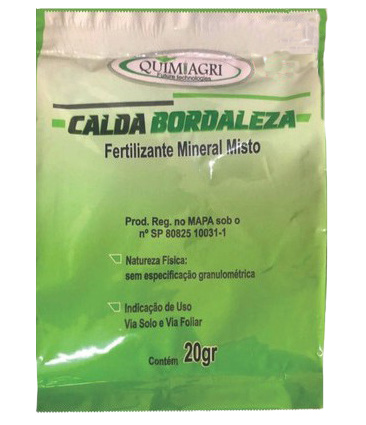 QUIMIAGRI
Future technologies
CALDA BORDALEZA
Fertilizante Mineral Misto
Prod. Reg. no MAPA sob o
nº SP 80825 10031-1
Natureza Física:
sem especificação granulométrica
Indicação de Uso
Via Solo e Via Foliar
Contém 20gr